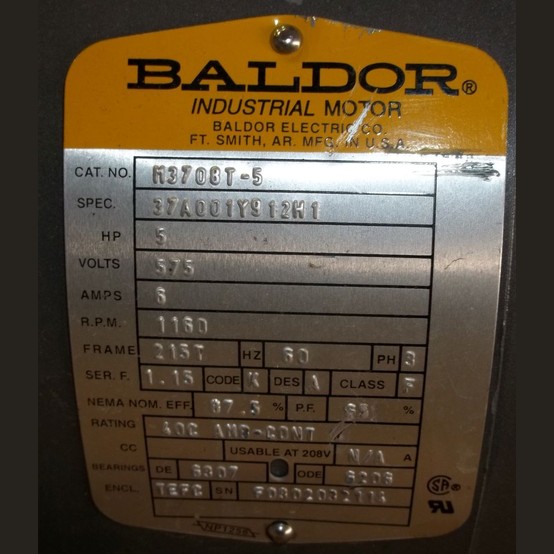 BALDOR®
INDUSTRIAL MOTOR
BALDOR ELECTRIC CO.
FT. SMITH, AR. MFG. IN U.S.A.
CAT. NO. M3708T-5
SPEC. 37A001Y912H1
HP 5
VOLTS 575
AMPS 6
R.P.M. 1160
FRAME 215T HZ 60 PH 3
SER. F. 1.15 CODE K DES A CLASS F
NEMA NOM. EFF. 87.5 % P.F. %
RATING 40C AMB-CONT
CC USABLE AT 208V N/A A
BEARINGS DE 6307 ODE 6206
ENCL. TEFC SN
NP1256